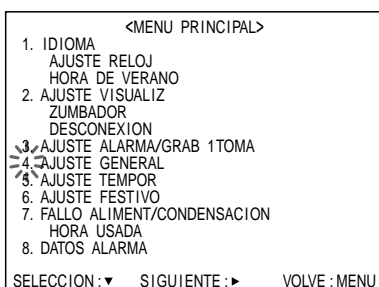 <MENU PRINCIPAL>
1. IDIOMA
AJUSTE RELOJ
HORA DE VERANO
2. AJUSTE VISUALIZ
ZUMBADOR
DESCONEXION
3. AJUSTE ALARMA/GRAB 1TOMA
4. AJUSTE GENERAL
5. AJUSTE TEMPOR
6. AJUSTE FESTIVO
7. FALLO ALIMENT/CONDENSACION
HORA USADA
8. DATOS ALARMA
SELECCION:▼ SIGUIENTE:► VOLVE:MENU